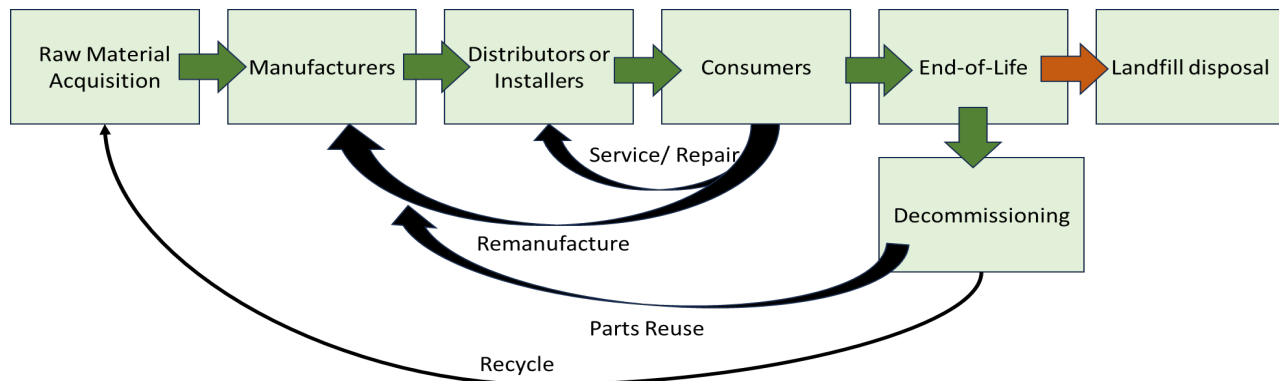 Raw Material
Acquisition
Manufacturers
Distributors or
Installers
Consumers
End-of-Life
Landfill disposal
Service/ Repair
Decommissioning
Remanufacture
Parts Reuse
Recycle